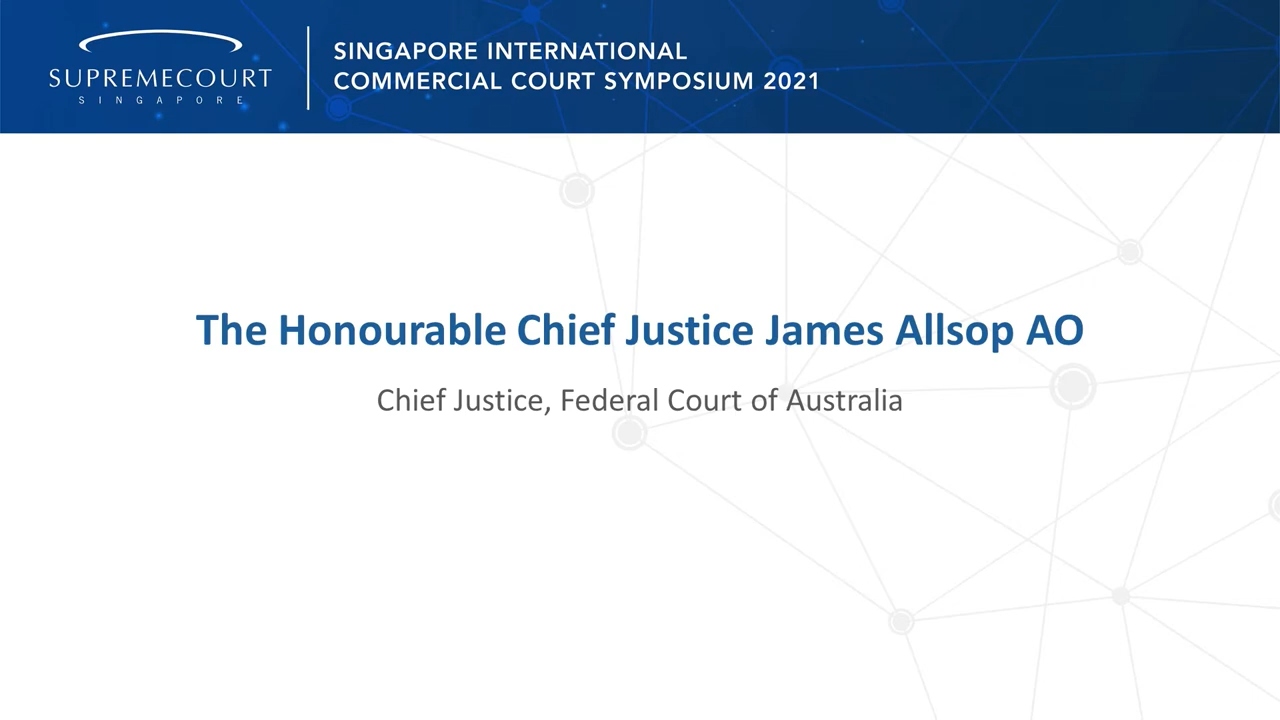 SUPREMECOURT
SINGAPORE
SINGAPORE INTERNATIONAL
COMMERCIAL COURT SYMPOSIUM 2021
The Honourable Chief Justice James Allsop AO
Chief Justice, Federal Court of Australia